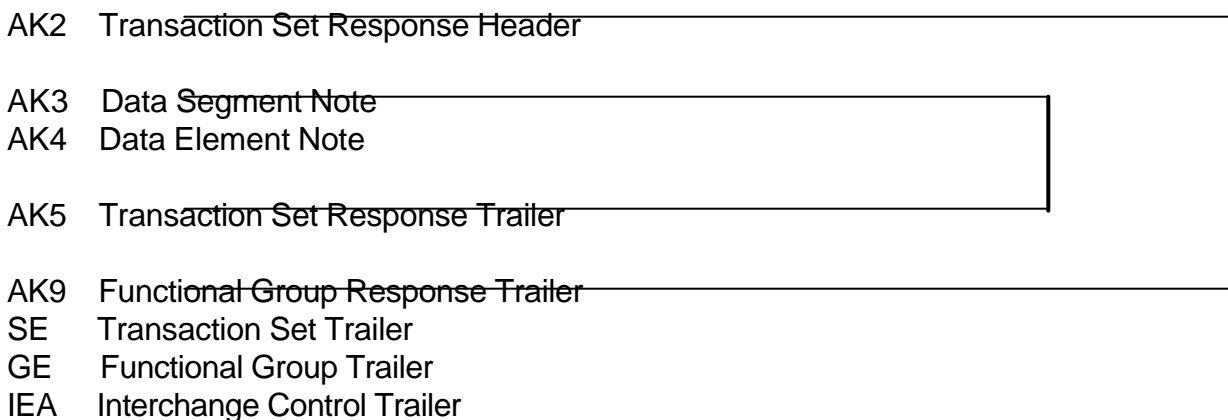 AK2 Transaction Set Response Header
AK3 Data Segment Note
AK4 Data Element Note
AK5 Transaction Set Response Trailer
AK9 Functional Group Response Trailer
SE Transaction Set Trailer
GE Functional Group Trailer
IEA Interchange Control Trailer